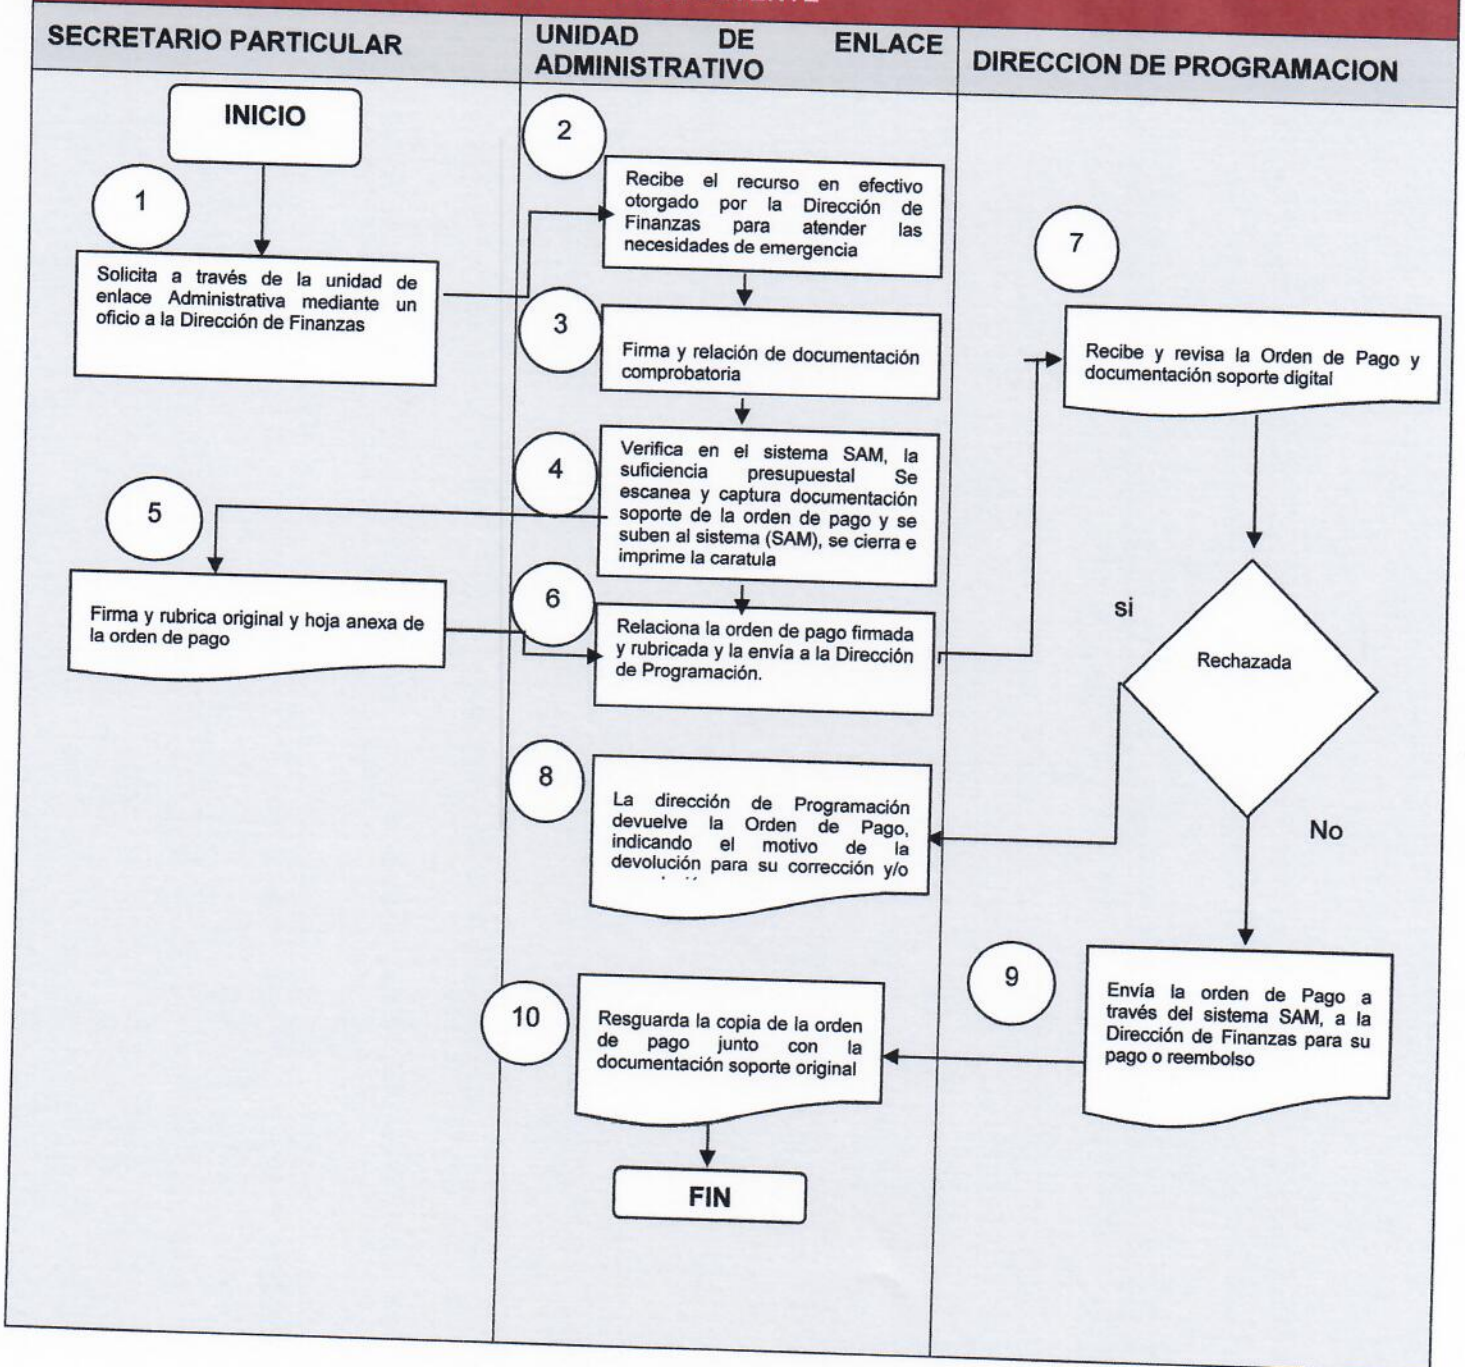 SECRETARIO PARTICULAR
UNIDAD DE ENLACE
ADMINISTRATIVO
DIRECCION DE PROGRAMACION
INICIO
1
Solicita a través de la unidad de
enlace Administrativa mediante un
oficio a la Dirección de Finanzas
2
Recibe el recurso en efectivo
otorgado por la Dirección de
Finanzas para atender las
necesidades de emergencia
3
Firma y relación de documentación
comprobatoria
4
Verifica en el sistema SAM, la
suficiencia presupuestal Se
escanea y captura documentación
soporte de la orden de pago y se
suben al sistema (SAM), se cierra e
imprime la caratula
5
Firma y rubrica original y hoja anexa de
la orden de pago
6
Relaciona la orden de pago firmada
y rubricada y la envía a la Dirección
de Programación.
7
Recibe y revisa la Orden de Pago y
documentación soporte digital
si
Rechazada
No
8
La dirección de Programación
devuelve la Orden de Pago,
indicando el motivo de la
devolución para su corrección y/o
9
Envía la orden de Pago a
través del sistema SAM, a la
Dirección de Finanzas para su
pago o reembolso
10
Resguarda la copia de la orden
de pago junto con la
documentación soporte original
FIN